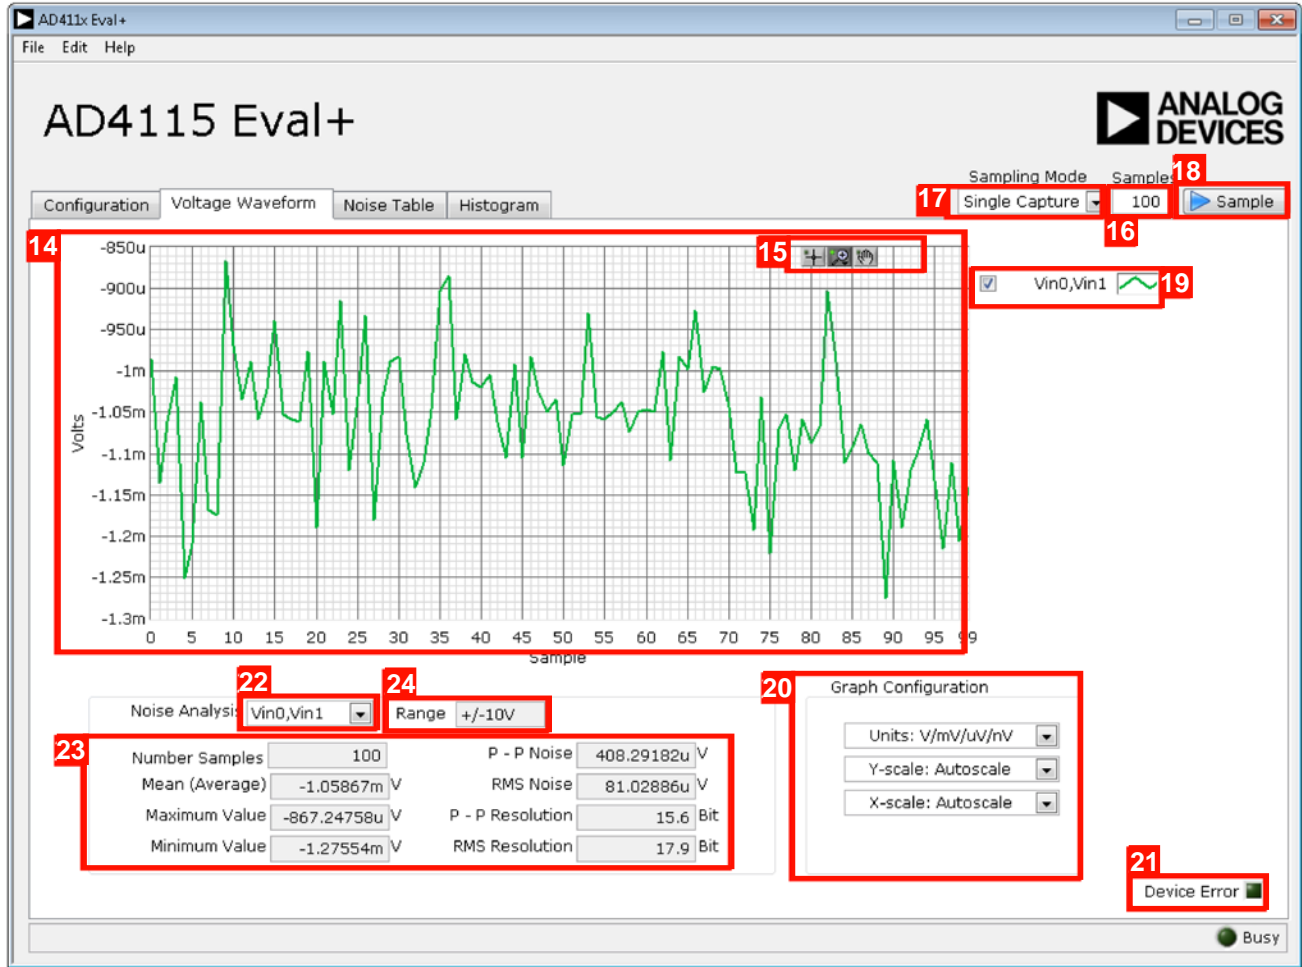 AD411x Eval+
File Edit Help
AD4115 Eval+
ANALOG
DEVICES
Sampling Mode
Samples
18
Configuration
Voltage Waveform
Noise Table
Histogram
17
Single Capture
100
Sample
16
14
15
19
Vin0,Vin1
Volts
-850u
-900u
-950u
-1m
-1.05m
-1.1m
-1.15m
-1.2m
-1.25m
-1.3m
0 5 10 15 20 25 30 35 40 45 50 55 60 65 70 75 80 85 90 95 99
Sample
22
24
20
Graph Configuration
Noise Analysis
Vin0,Vin1
Range
+/-10V
23
Number Samples 100
P - P Noise 408.29182u V
Mean (Average) -1.05867m V
RMS Noise 81.02886u V
Maximum Value -867.24758u V
P - P Resolution 15.6 Bit
Minimum Value -1.27554m V
RMS Resolution 17.9 Bit
Units: V/mV/uV/nV
Y-scale: Autoscale
X-scale: Autoscale
21
Device Error
Busy